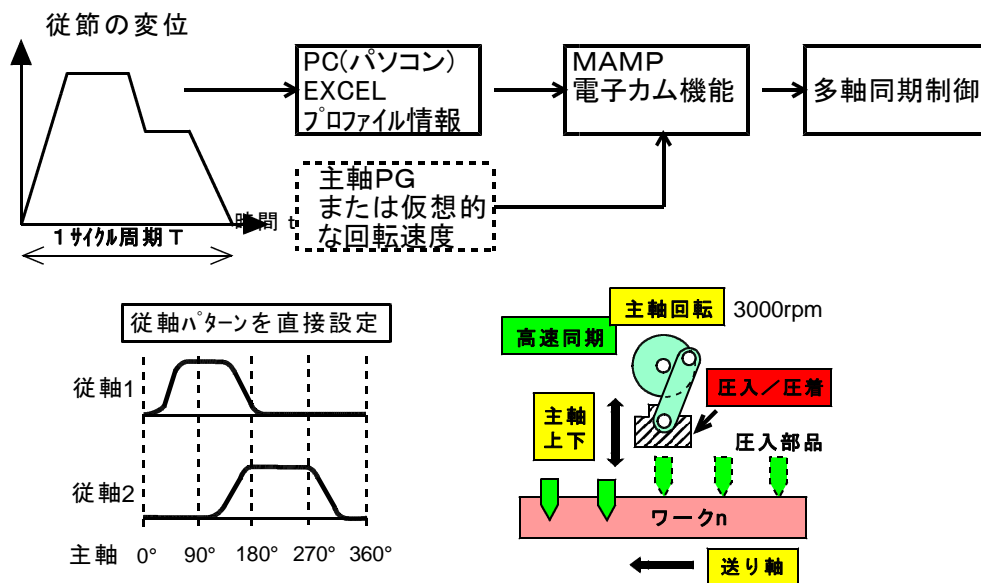 従節の変位
時間 t
1サイクル周期T
PC(パソコン)
EXCEL
プロファイル情報
MAMP
電子カム機能
多軸同期制御
主軸PG
または仮想的
な回転速度
従軸パターンを直接設定
従軸1
従軸2
主軸 0° 90° 180° 270° 360°
主軸回転 3000rpm
高速同期
圧入/圧着
主軸
上下
圧入部品
ワークn
送り軸